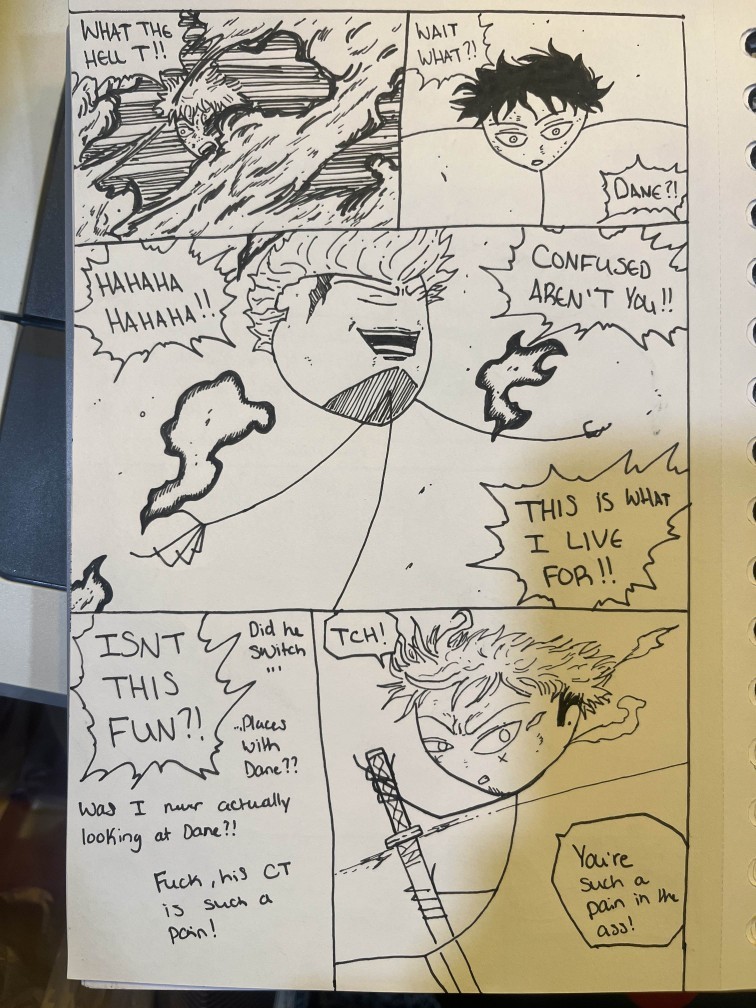 WHAT THE
HELL T!!
WAIT
WHAT?!
DANE?!
HAHAHA
HAHAHA!!
CONFUSED
AREN'T YOU!!
THIS IS WHAT
I LIVE
FOR!!
ISNT
THIS
FUN?!
Did he
switch
...
...Places
with
Dane??
Was I never actually
looking at Dane?!
Fuck, his CT
is such a
pain!
TCH!
You're
such a
pain in the
ass!